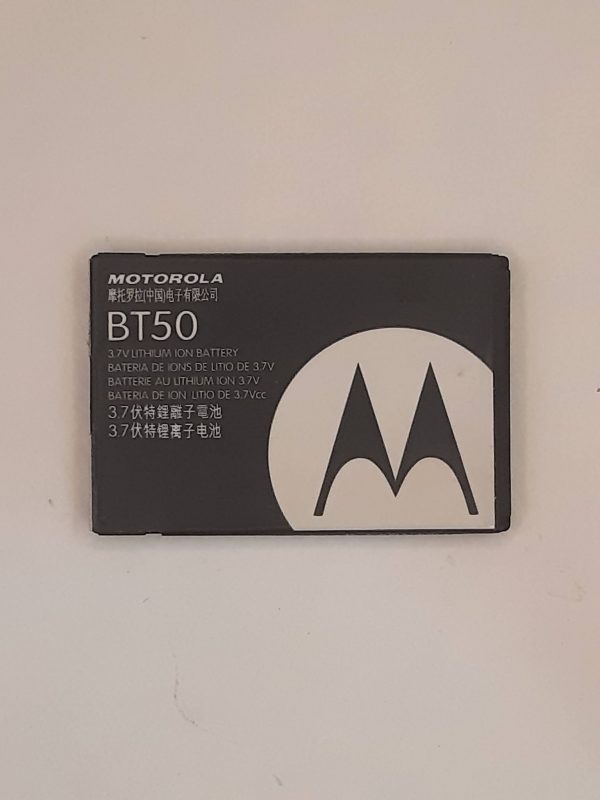 MOTOROLA
摩托罗拉(中国)电子有限公司
BT50
3.7V LITHIUM ION BATTERY
BATERIA DE IONS DE LITIO DE 3.7V
BATTERIE AU LITHIUM ION 3.7V
BATERIA DE ION LITIO DE 3.7Vcc
3.7伏特鋰離子電池
3.7伏特锂离子电池